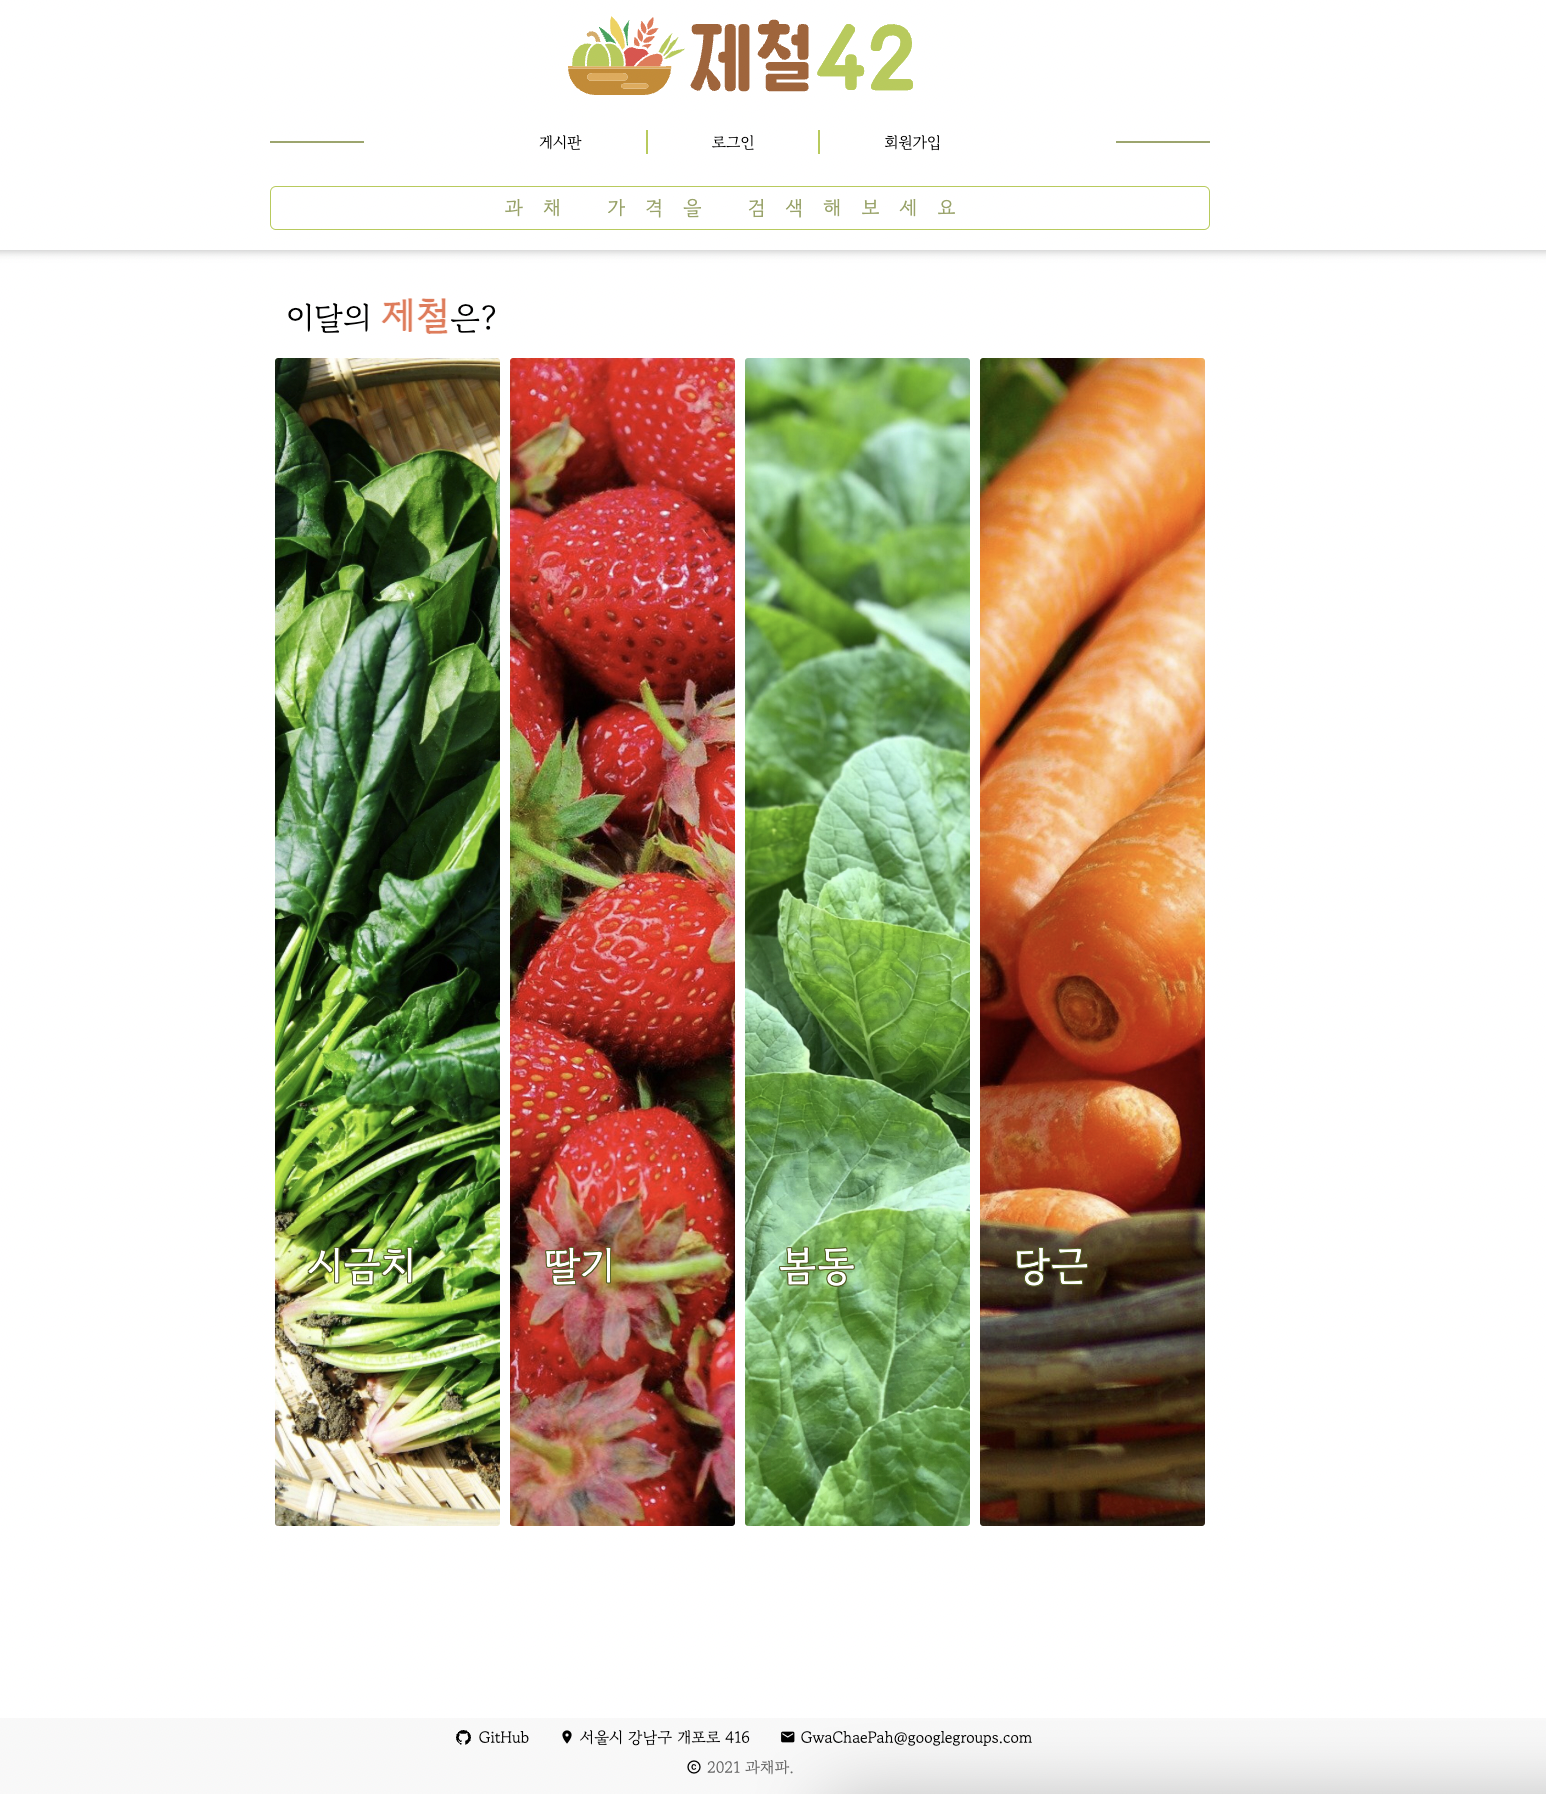 제철42
게시판 로그인 회원가입
과채 가격을 검색해보세요
이달의 제철은?
시금치 딸기 봄동 당근
GitHub 서울시 강남구 개포로 416 GwaChaePah@googlegroups.com
© 2021 과채파.